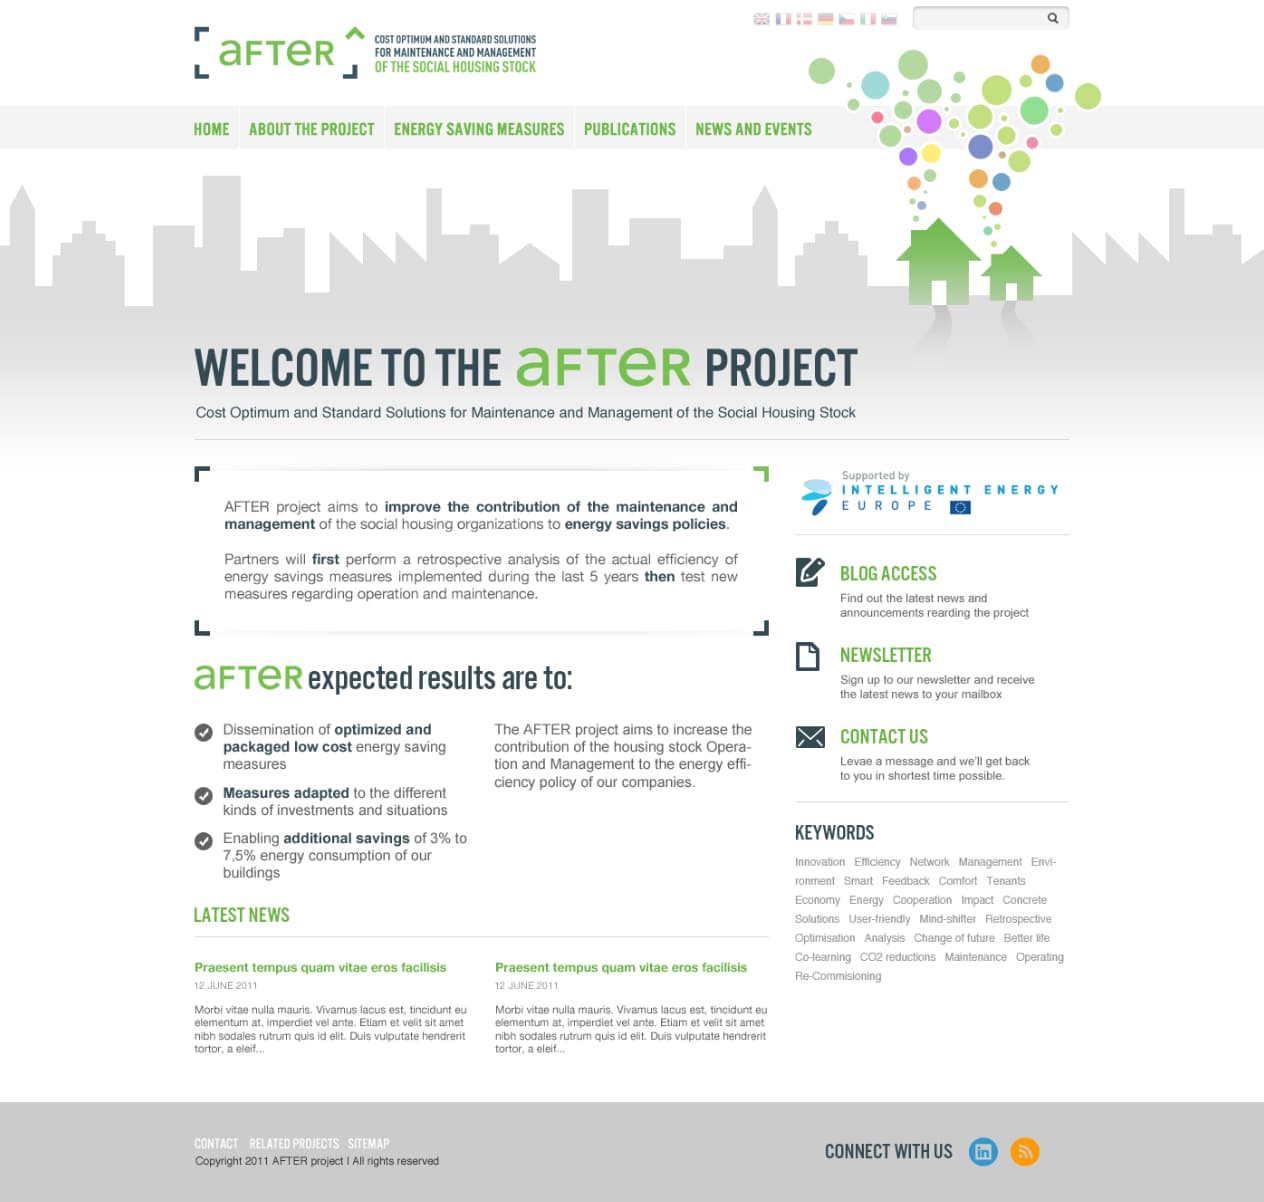 AFTER
COST OPTIMUM AND STANDARD SOLUTIONS
FOR MAINTENANCE AND MANAGEMENT
OF THE SOCIAL HOUSING STOCK
HOME ABOUT THE PROJECT ENERGY SAVING MEASURES PUBLICATIONS NEWS AND EVENTS
WELCOME TO THE AFTER PROJECT
Cost Optimum and Standard Solutions for Maintenance and Management of the Social Housing Stock
AFTER project aims to improve the contribution of the maintenance and
management of the social housing organizations to energy savings policies.
Partners will first perform a retrospective analysis of the actual efficiency of
energy savings measures implemented during the last 5 years then test new
measures regarding operation and maintenance.
AFTER expected results are to:
Dissemination of optimized and
packaged low cost energy saving
measures
Measures adapted to the different
kinds of investments and situations
Enabling additional savings of 3% to
7,5% energy consumption of our
buildings
The AFTER project aims to increase the
contribution of the housing stock Opera-
tion and Management to the energy effi-
ciency policy of our companies.
LATEST NEWS
Praesent tempus quam vitae eros facilisis
12 JUNE 2011
Morbi vitae nulla mauris. Vivamus lacus est, tincidunt eu
elementum at, imperdiet vel ante. Etiam et velit sit amet
nibh sodales rutrum quis id elit. Duis vulputate hendrerit
tortor, a eleif...
Praesent tempus quam vitae eros facilisis
12 JUNE 2011
Morbi vitae nulla mauris. Vivamus lacus est, tincidunt eu
elementum at, imperdiet vel ante. Etiam et velit sit amet
nibh sodales rutrum quis id elit. Duis vulputate hendrerit
tortor, a eleif...
Supported by
INTELLIGENT ENERGY
EUROPE
BLOG ACCESS
Find out the latest news and
announcements rearding the project
NEWSLETTER
Sign up to our newsletter and receive
the latest news to your mailbox
CONTACT US
Levae a message and we'll get back
to you in shortest time possible.
KEYWORDS
Innovation Efficiency Network Management Envi-
ronment Smart Feedback Comfort Tenants
Economy Energy Cooperation Impact Concrete
Solutions User-friendly Mind-shifter Retrospective
Optimisation Analysis Change of future Better life
Co-learning CO2 reductions Maintenance Operating
Re-Commisioning
CONTACT RELATED PROJECTS SITEMAP
Copyright 2011 AFTER project I All rights reserved
CONNECT WITH US in